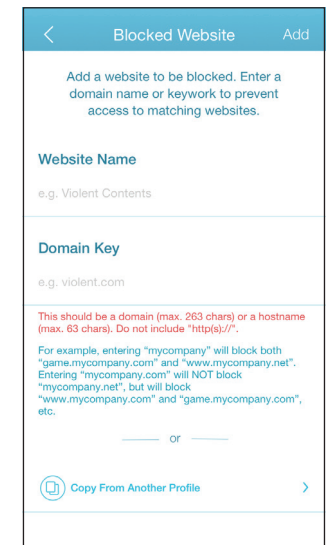 Blocked Website Add
Add a website to be blocked. Enter a
domain name or keywork to prevent
access to matching websites.
Website Name
e.g. Violent Contents
Domain Key
e.g. violent.com
This should be a domain (max. 263 chars) or a hostname
(max. 63 chars). Do not include "http(s)://".
For example, entering “mycompany” will block both
“game.mycompany.com” and “www.mycompany.net”.
Entering “mycompany.com” will NOT block
“mycompany.net”, but will block
“www.mycompany.com” and “game.mycompany.com”,
etc.
or
Copy From Another Profile